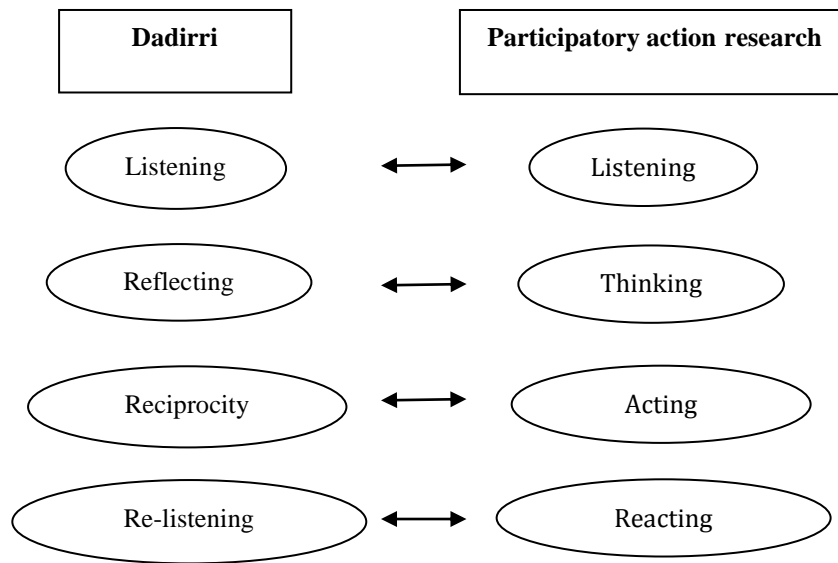 Dadirri
Participatory action research
Listening
Listening
Reflecting
Thinking
Reciprocity
Acting
Re-listening
Reacting